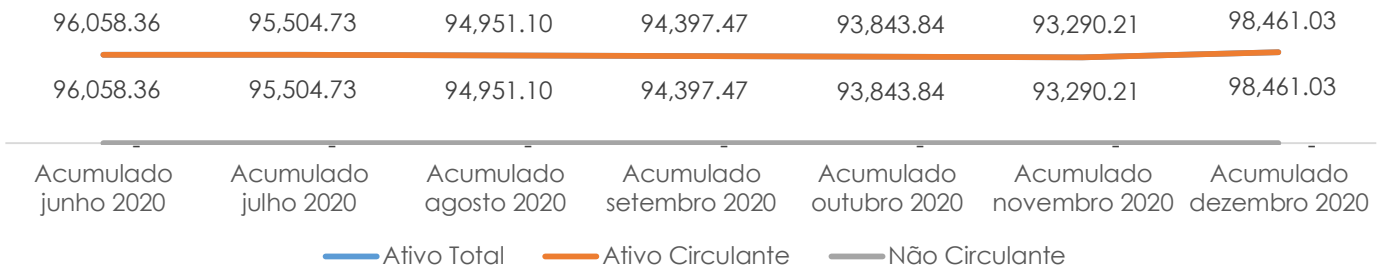 96,058.36 95,504.73 94,951.10 94,397.47 93,843.84 93,290.21 98,461.03
96,058.36 95,504.73 94,951.10 94,397.47 93,843.84 93,290.21 98,461.03
- - - - - - -
Acumulado Acumulado Acumulado Acumulado Acumulado Acumulado Acumulado
junho 2020 julho 2020 agosto 2020 setembro 2020 outubro 2020 novembro 2020 dezembro 2020
Ativo Total Ativo Circulante Não Circulante